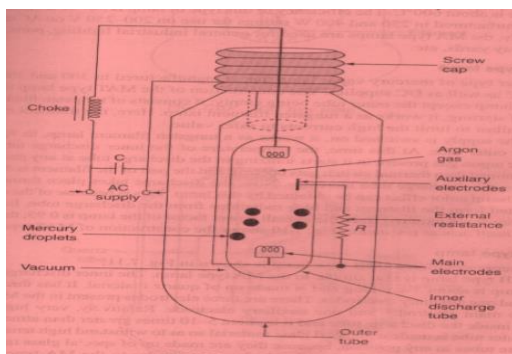 Screw
cap
Choke
C
AC
supply
Argon
gas
Auxilary
electrodes
External
resistance
R
Mercury
droplets
Main
electrodes
Vacuum
Inner
discharge
tube
Outer
tube